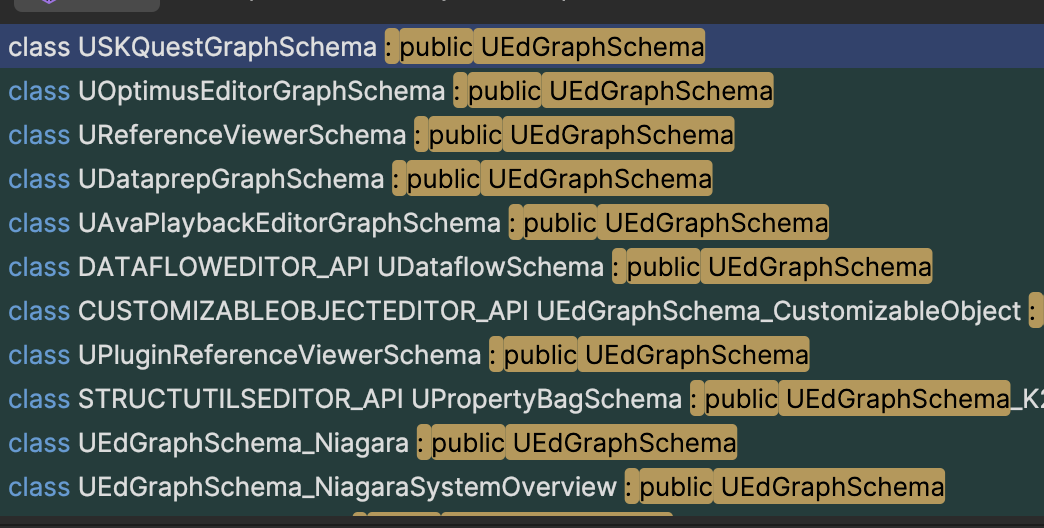 class USKQuestGraphSchema : public UEdGraphSchema
class UOptimusEditorGraphSchema : public UEdGraphSchema
class UReferenceViewerSchema : public UEdGraphSchema
class UDataprepGraphSchema : public UEdGraphSchema
class UAvaPlaybackEditorGraphSchema : public UEdGraphSchema
class DATAFLOWEDITOR_API UDataflowSchema : public UEdGraphSchema
class CUSTOMIZABLEOBJECTEDITOR_API UEdGraphSchema_CustomizableObject :
class UPluginReferenceViewerSchema : public UEdGraphSchema
class STRUCTUTILSEDITOR_API UPropertyBagSchema : public UEdGraphSchema_K2
class UEdGraphSchema_Niagara : public UEdGraphSchema
class UEdGraphSchema_NiagaraSystemOverview : public UEdGraphSchema